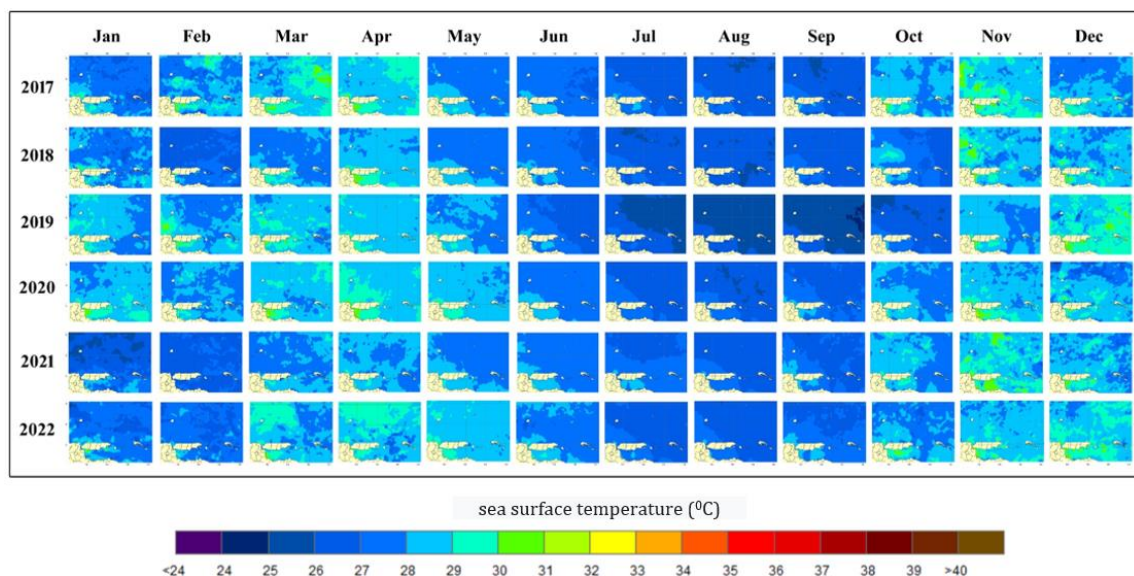 Jan Feb Mar Apr May Jun Jul Aug Sep Oct Nov Dec
2017
2018
2019
2020
2021
2022
sea surface temperature (⁰C)
<24 24 25 26 27 28 29 30 31 32 33 34 35 36 37 38 39 >40